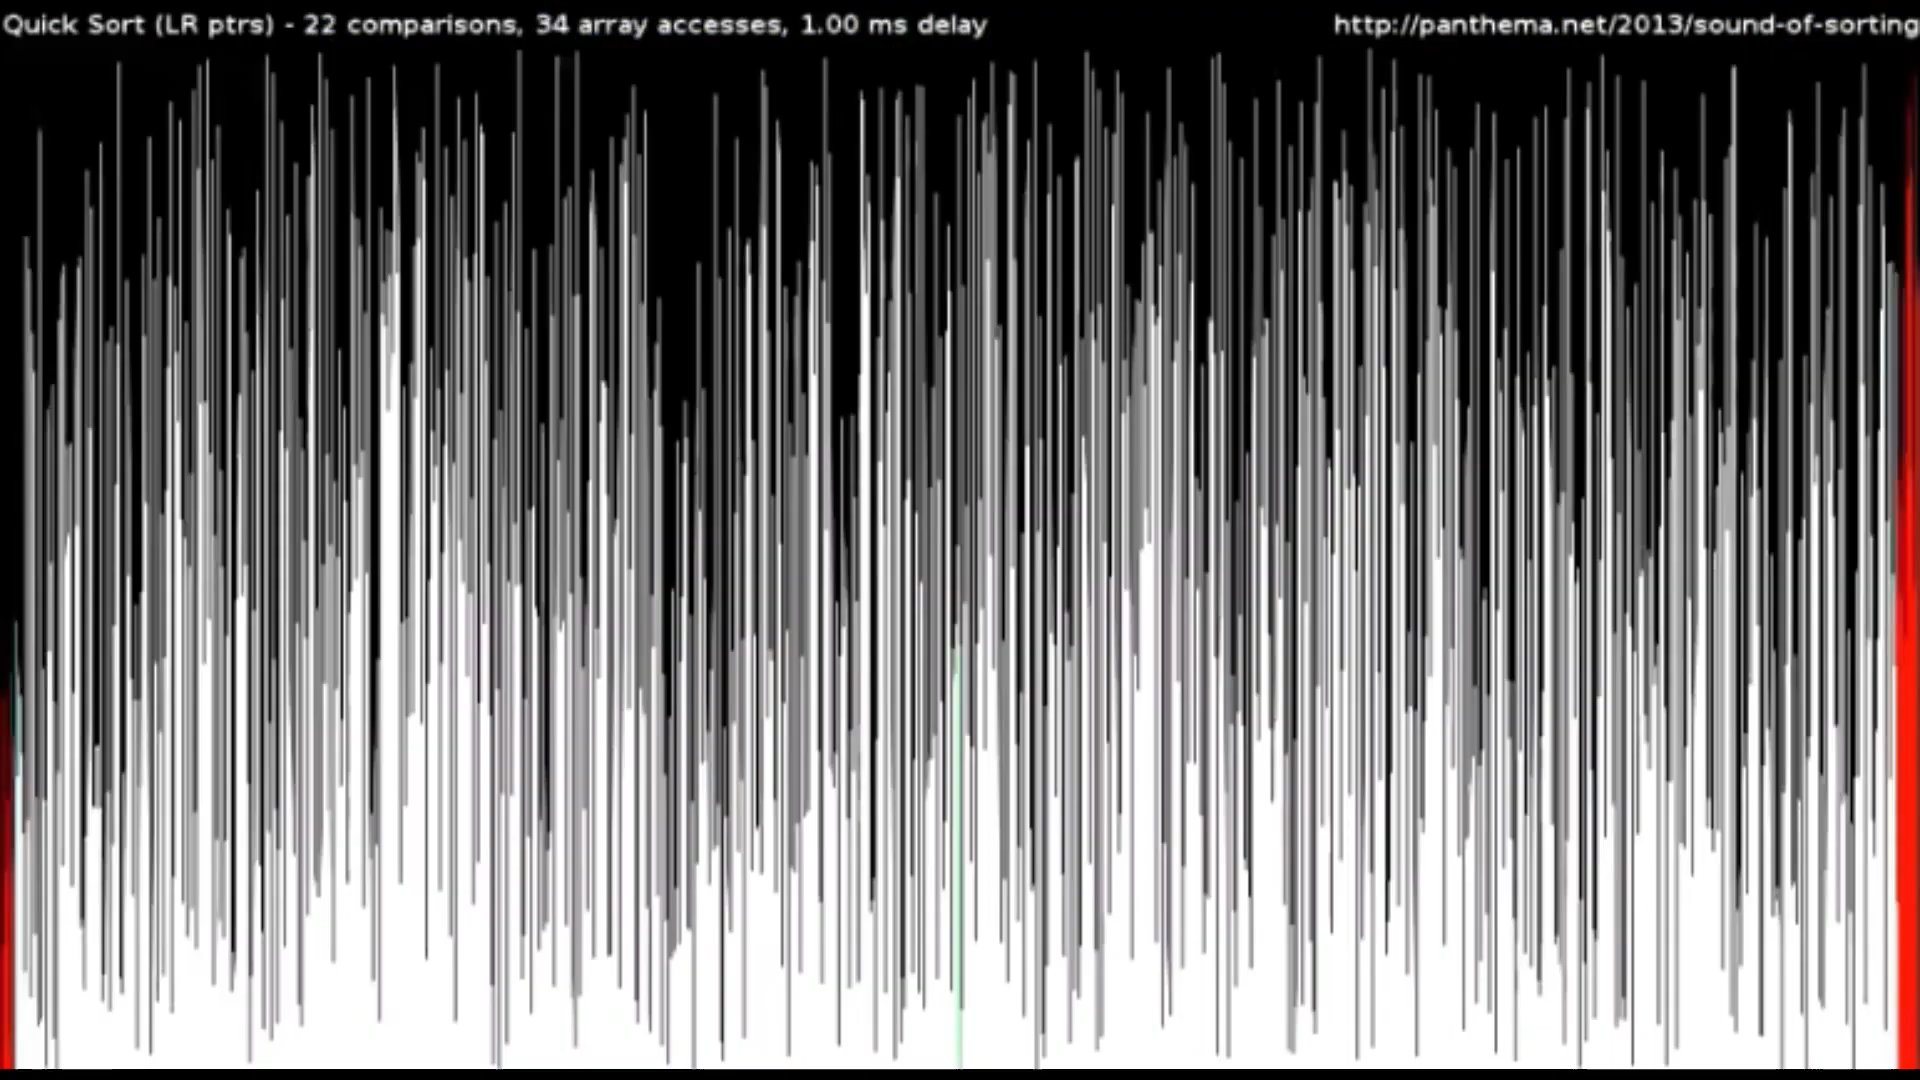 Quick Sort (LR ptrs) - 22 comparisons, 34 array accesses, 1.00 ms delay
http://panthema.net/2013/sound-of-sorting